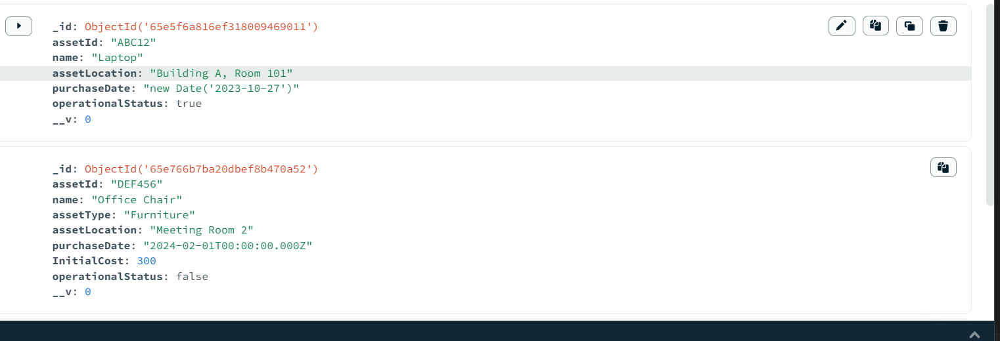 _id: ObjectId('65e5f6a816ef318009469011')
assetId: "ABC12"
name: "Laptop"
assetLocation: "Building A, Room 101"
purchaseDate: "new Date('2023-10-27')"
operationalStatus: true
__v: 0
_id: ObjectId('65e766b7ba20dbef8b470a52')
assetId: "DEF456"
name: "Office Chair"
assetType: "Furniture"
assetLocation: "Meeting Room 2"
purchaseDate: "2024-02-01T00:00:00.000Z"
InitialCost: 300
operationalStatus: false
__v: 0